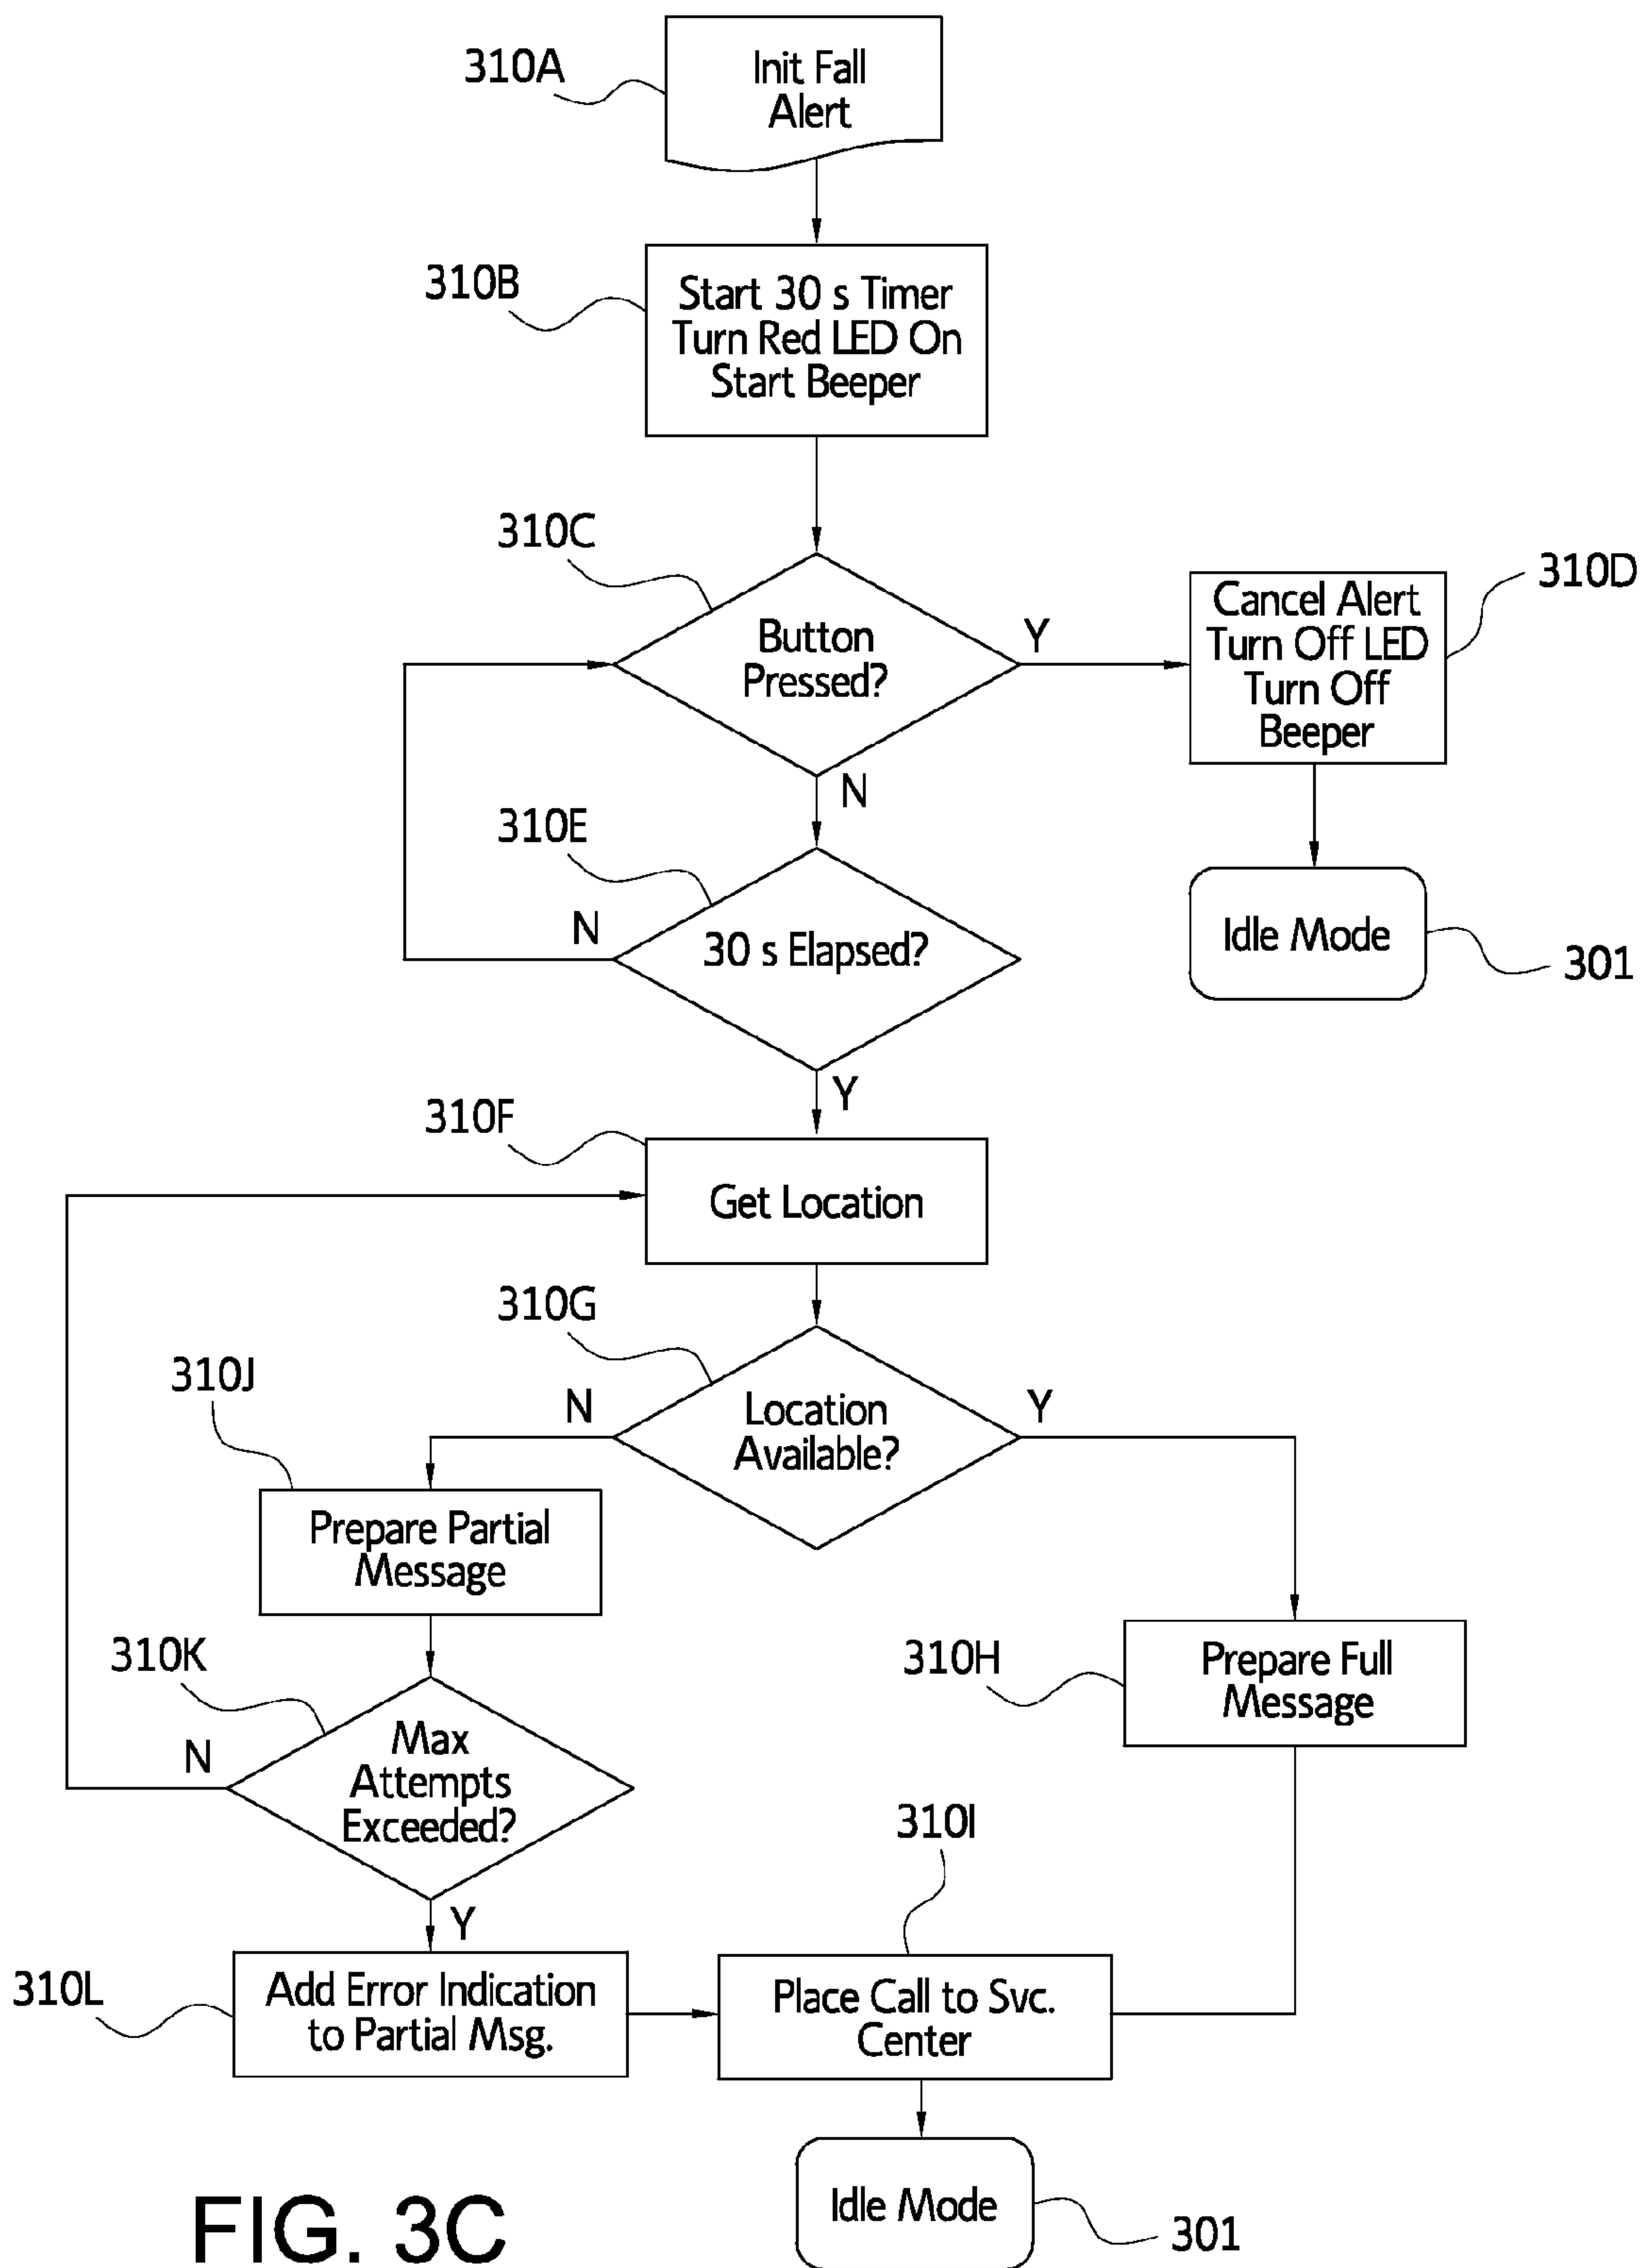 310A
Init Fall
Alert
310B
Start 30 s Timer
Turn Red LED On
Start Beeper
310C
Button
Pressed?
Y
310D
Cancel Alert
Turn Off LED
Turn Off
Beeper
N
310E
N
30 s Elapsed?
Idle Mode
301
Y
310F
Get Location
310G
310J
N
Location
Available?
Y
Prepare Partial
Message
310K
310H
Prepare Full
Message
N
Max
Attempts
Exceeded?
310I
Y
310L
Add Error Indication
to Partial Msg.
Place Call to Svc.
Center
Idle Mode
301
FIG. 3C